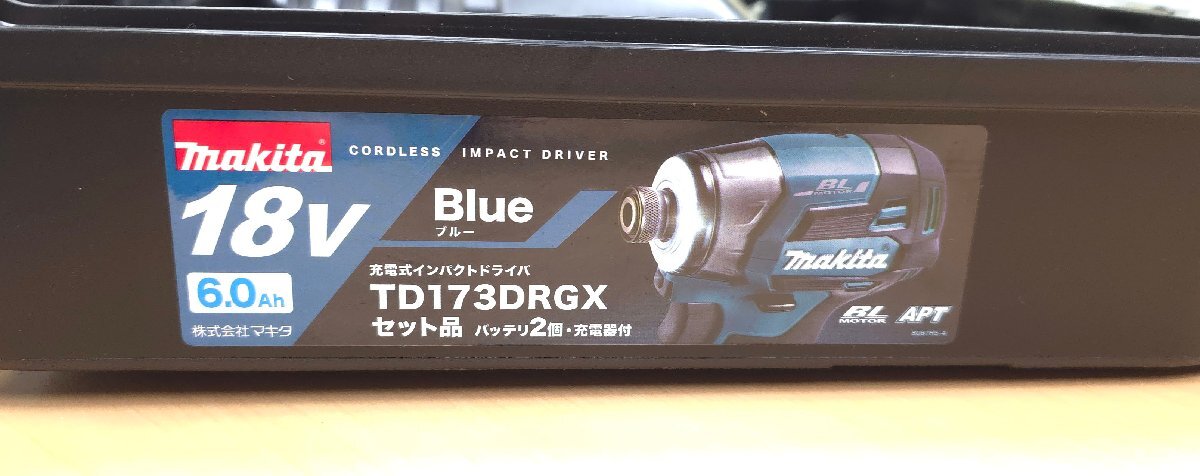 makita
CORDLESS IMPACT DRIVER
18V
Blue
ブルー
6.0Ah
株式会社マキタ
充電式インパクトドライバ
TD173DRGX
セット品 バッテリ2個・充電器付
BL
MOTOR
makita
BL
MOTOR
APT